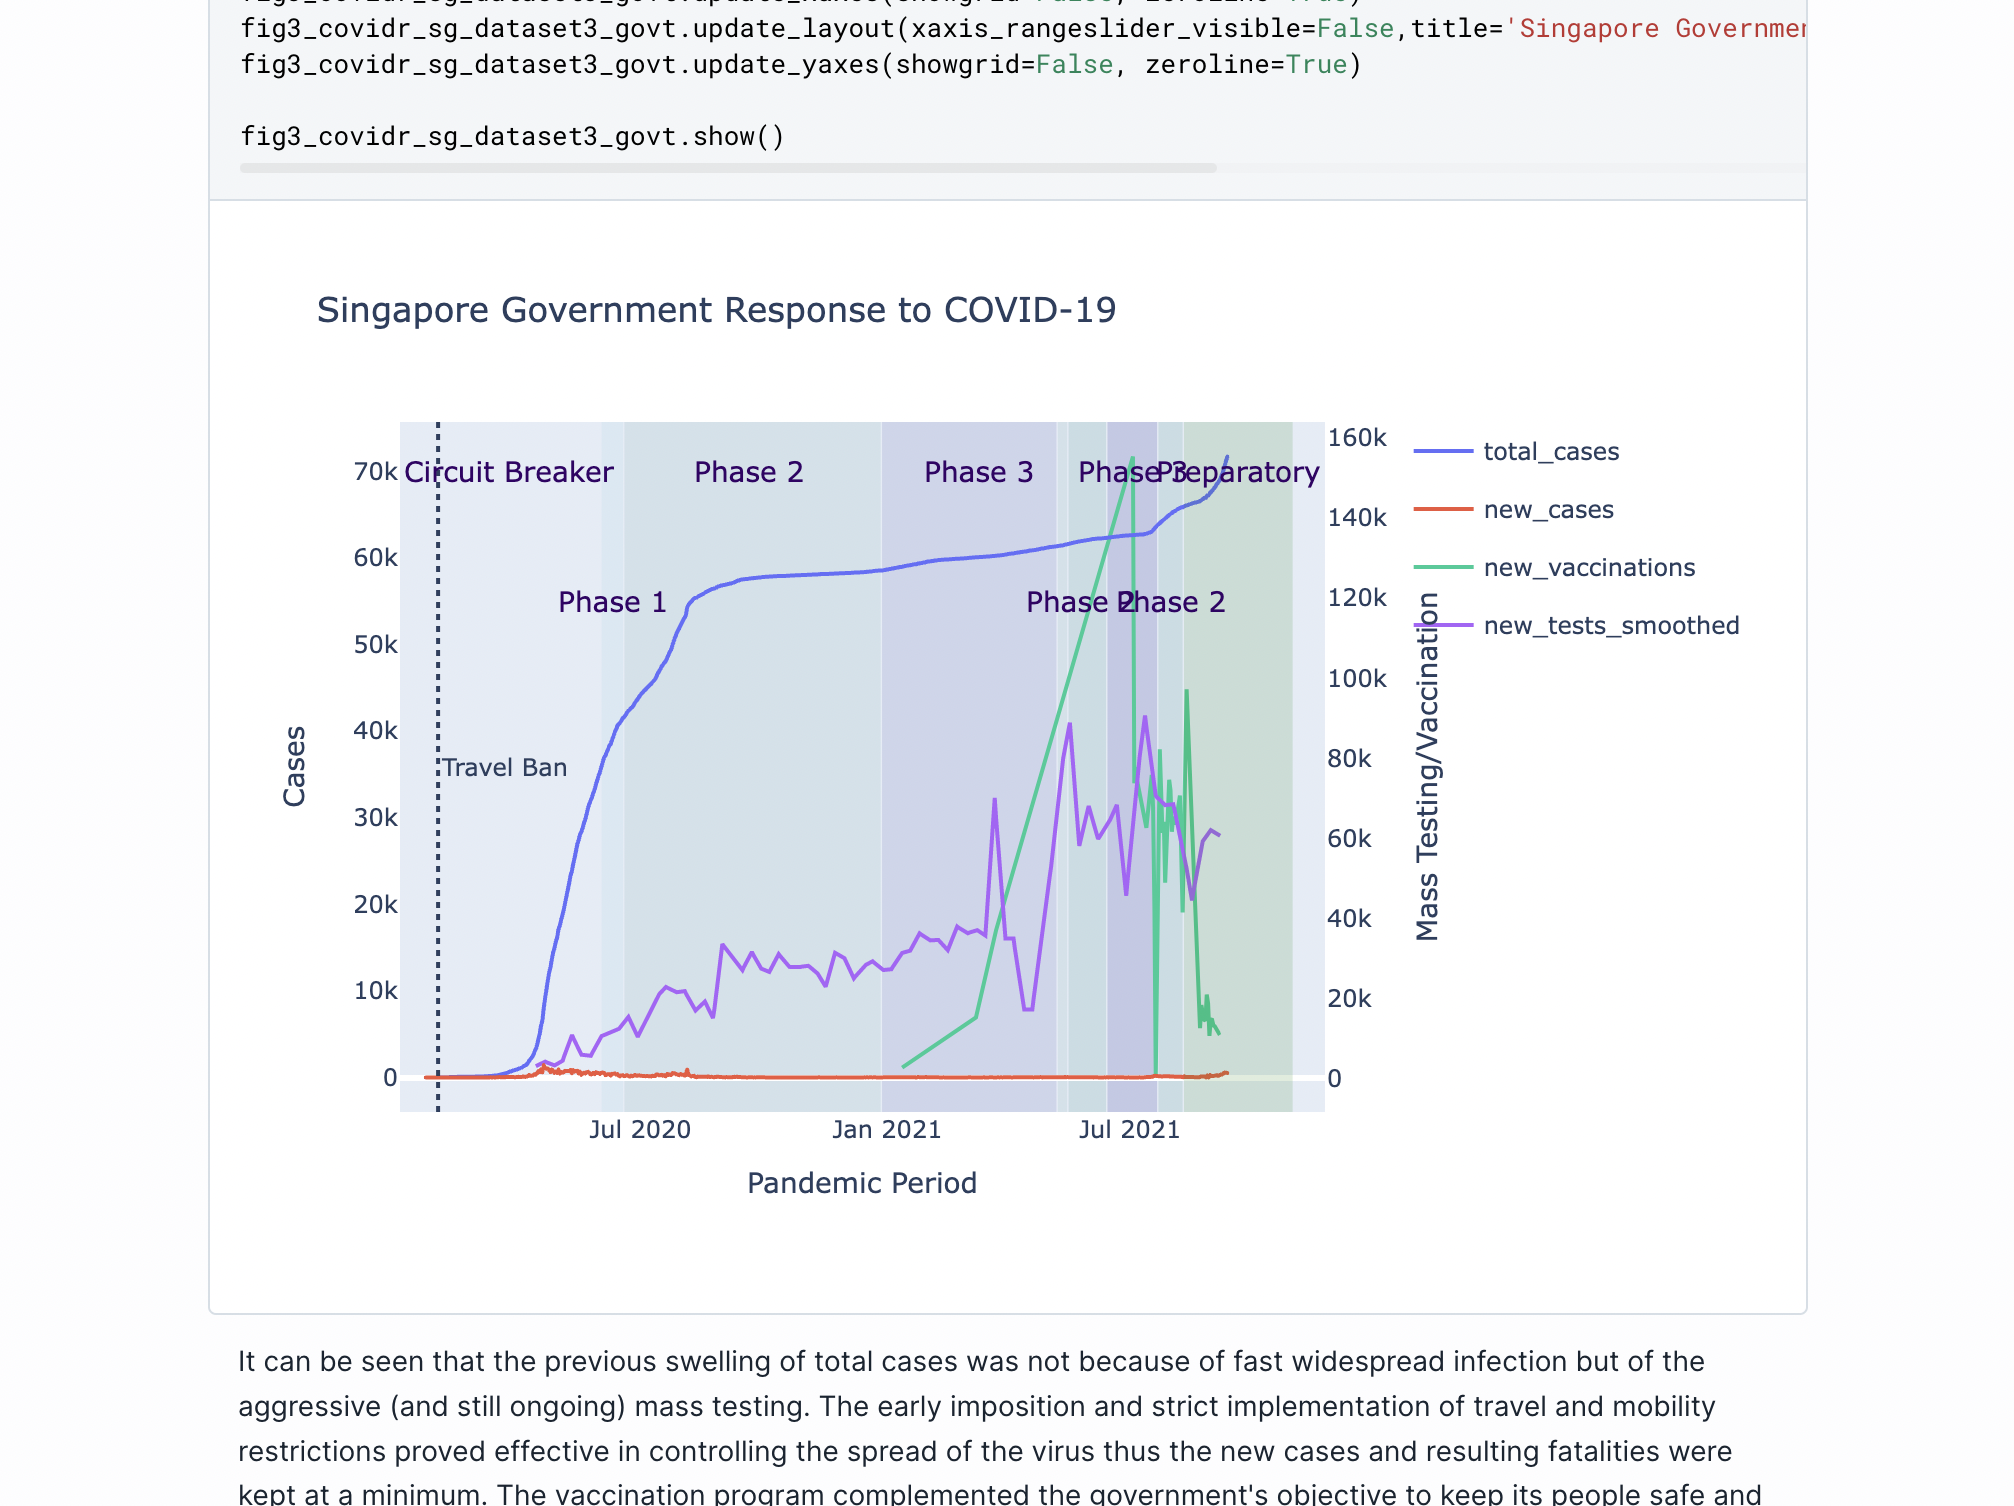 fig3_covidr_sg_dataset3_govt.update_layout(xaxis_rangeslider_visible=False,title='Singapore Governmen
fig3_covidr_sg_dataset3_govt.update_yaxes(showgrid=False, zeroline=True)
fig3_covidr_sg_dataset3_govt.show()
Singapore Government Response to COVID-19
160k
70k
Circuit Breaker
Phase 2
Phase 3
Phase 3
Preparatory
total_cases
140k
new_cases
60k
new_vaccinations
Phase 1
Phase 2
Phase 2
120k
new_tests_smoothed
50k
100k
40k
80k
Cases
Travel Ban
Mass Testing/Vaccination
30k
60k
20k
40k
10k
20k
0
0
Jul 2020
Jan 2021
Jul 2021
Pandemic Period
It can be seen that the previous swelling of total cases was not because of fast widespread infection but of the
aggressive (and still ongoing) mass testing. The early imposition and strict implementation of travel and mobility
restrictions proved effective in controlling the spread of the virus thus the new cases and resulting fatalities were
kept at a minimum. The vaccination program complemented the government's objective to keep its people safe and